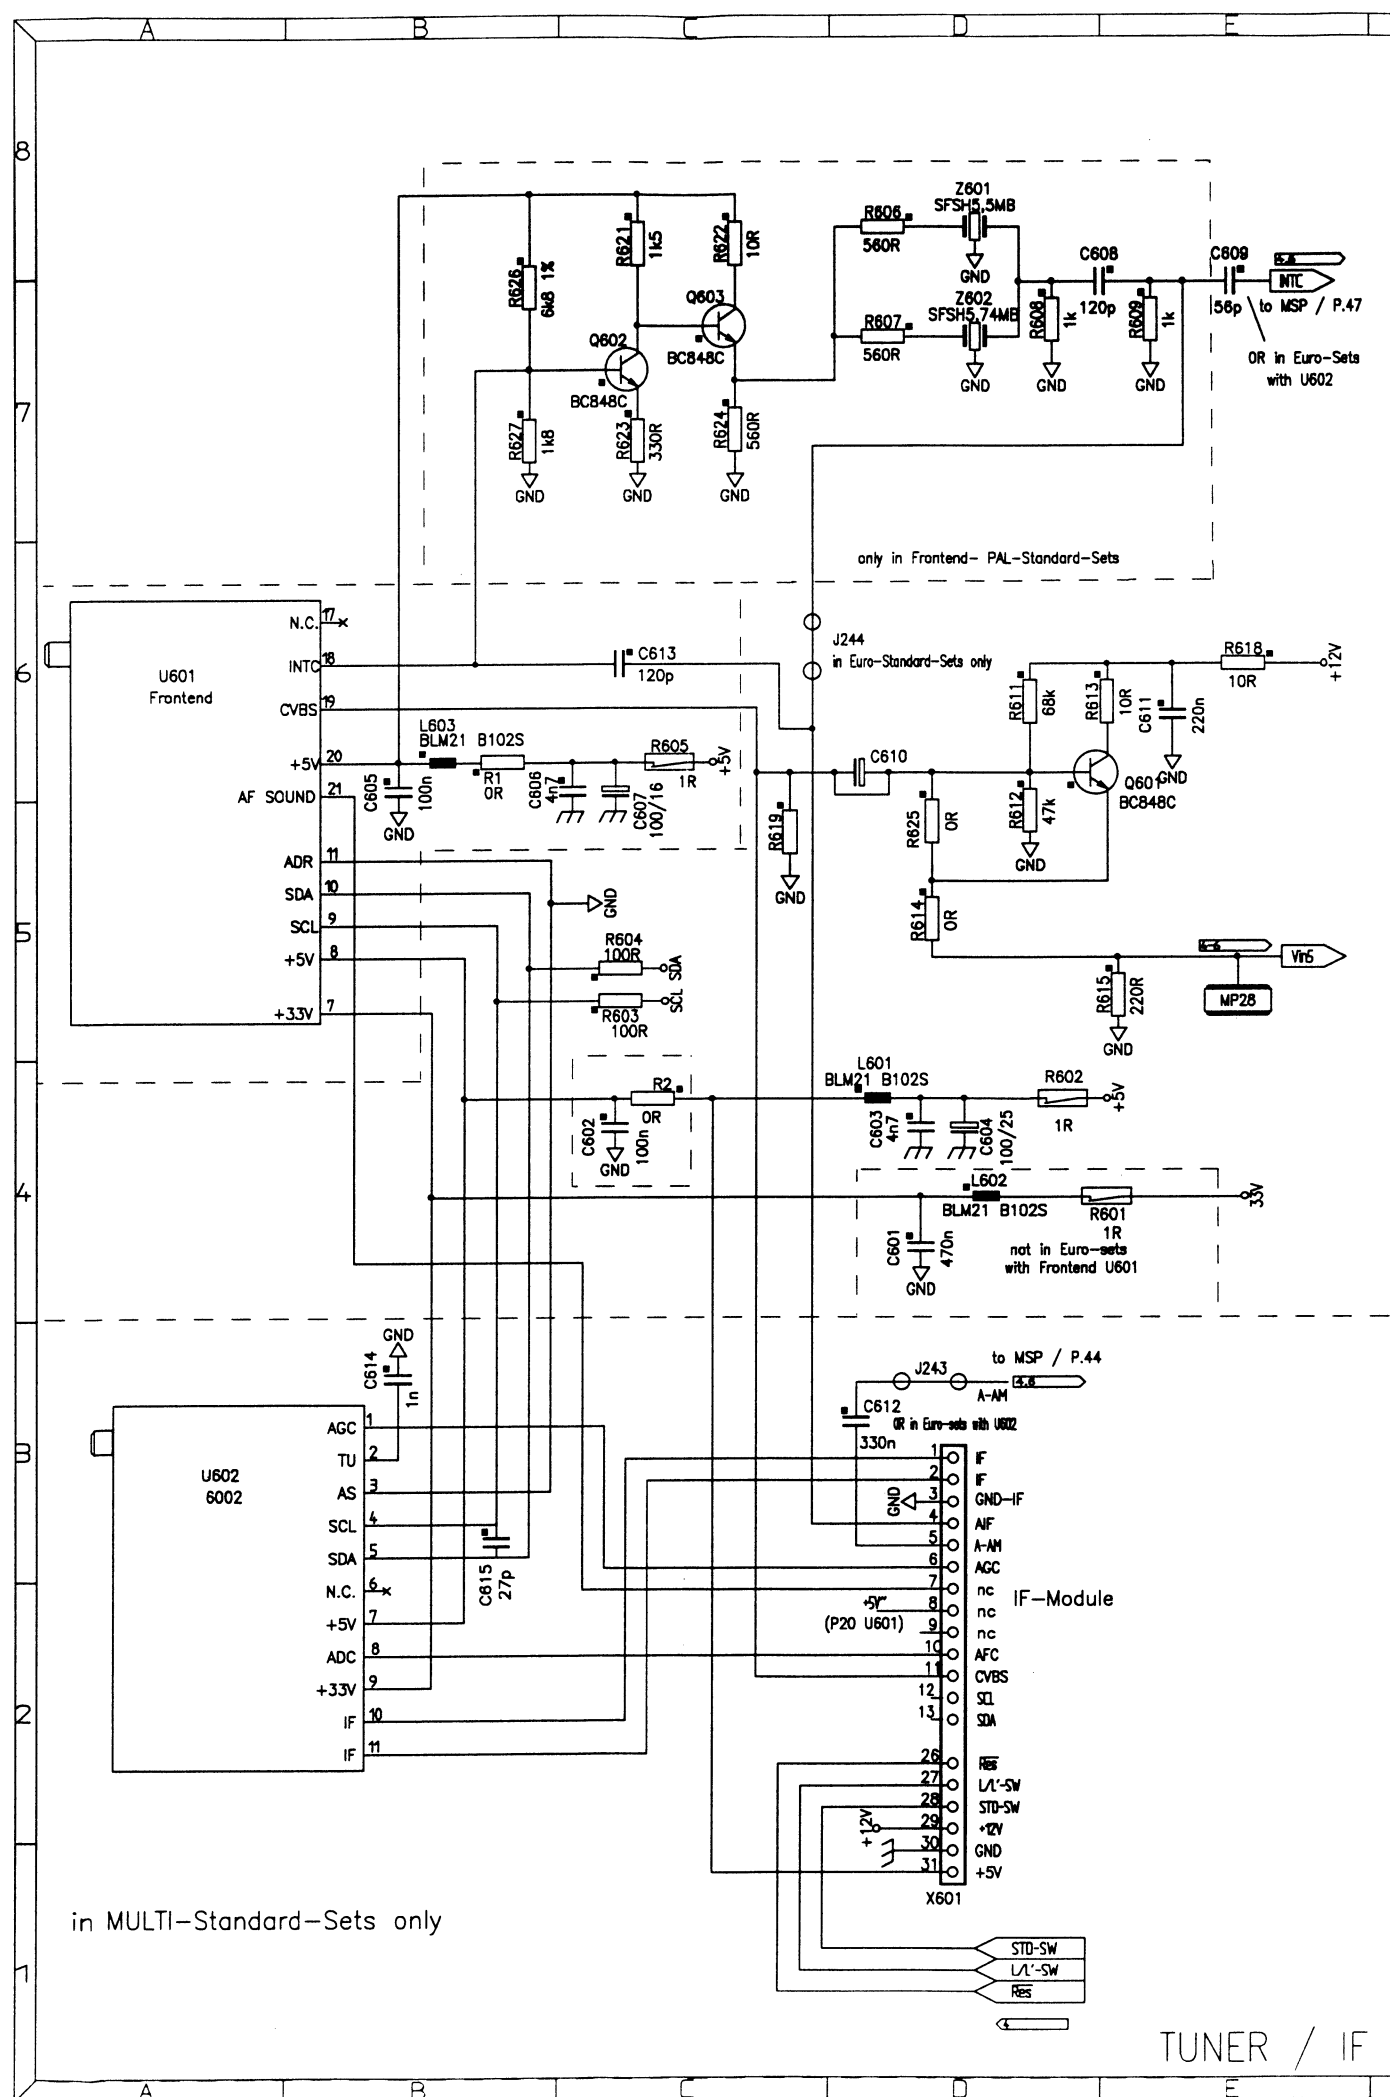 A B C D E
8
Z601
SFSH5,5MB
R606
560R
GND
R621
1k5
R622
10R
R626
6k8 1%
C608
120p
C609
56p
4.6
INTC
to MSP / P.47
Q603
BC848C
Z602
SFSH5,74MB
R607
560R
GND
R608
1k
GND
R609
1k
GND
0R in Euro-Sets
with U602
Q602
BC848C
7
R627
1k8
GND
R623
330R
GND
R624
560R
GND
only in Frontend- PAL-Standard-Sets
6
U601
Frontend
N.C. 17
INTC 18
CVBS 19
+5V 20
AF SOUND 21
ADR 11
SDA 10
SCL 9
+5V 8
+33V 7
C613
120p
J244
in Euro-Standard-Sets only
R618
10R
+12V
R611
68k
R613
10R
C611
220n
GND
L603
BLM21 B102S
R1
0R
C605
100n
GND
C606
4n7
C607
100/16
R605
1R
+5V
C610
Q601
BC848C
R619
GND
R625
0R
R612
47k
GND
5
GND
R604
100R
SDA
SCL
R603
100R
R614
0R
4-6
Vin5
R615
220R
GND
MP28
R2
0R
C602
100n
GND
L601
BLM21 B102S
C603
4n7
C604
100/25
R602
1R
+5V
4
L602
BLM21 B102S
C601
470n
GND
R601
1R
33V
not in Euro-sets
with Frontend U601
GND
C614
1n
to MSP / P.44
J243
4.6
A-AM
C612
330n
0R in Euro-sets with U602
3
U602
6002
AGC 1
TU 2
AS 3
SCL 4
SDA 5
N.C. 6
+5V 7
ADC 8
+33V 9
IF 10
IF 11
C615
27p
GND
+5V"
(P20 U601)
1 IF
2 IF
3 GND-IF
4 AIF
5 A-AM
6 AGC
7 nc
8 nc
9 nc
10 AFC
11 CVBS
12 SCL
13 SDA
26 Res
27 L/L'-SW
28 STD-SW
29 +12V
30 GND
31 +5V
IF-Module
2
+12V
X601
in MULTI-Standard-Sets only
1
STD-SW
L/L'-SW
Res
4
TUNER / IF
A B C D E